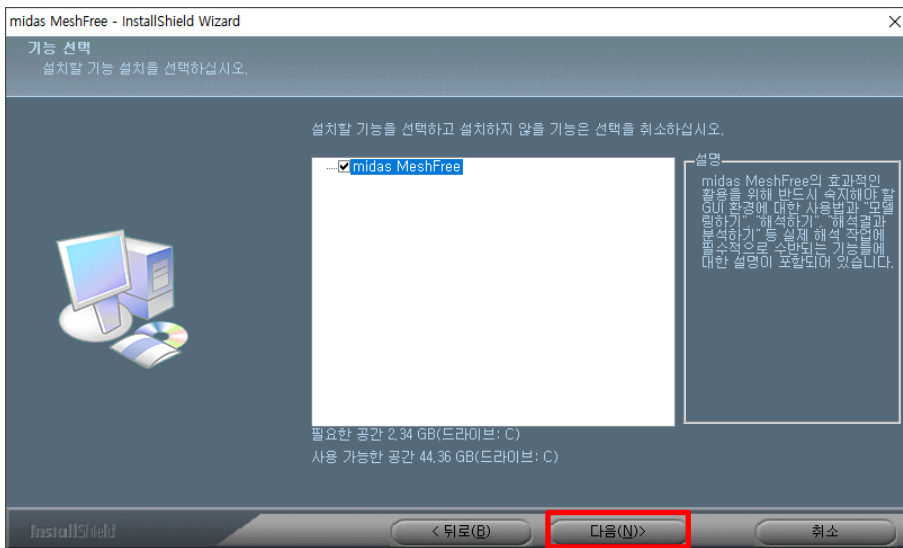 midas MeshFree - InstallShield Wizard
기능 선택
설치할 기능 설치를 선택하십시오.
설치할 기능을 선택하고 설치하지 않을 기능은 선택을 취소하십시오.
midas MeshFree
설명
midas MeshFree의 효과적인
활용을 위해 반드시 숙지해야 할
GUI 환경에 대한 사용법과 "모델
링하기", "해석하기", "해석결과
분석하기" 등 실제 해석 작업에
필수적으로 수반되는 기능들에
대한 설명이 포함되어 있습니다.
필요한 공간 2.34 GB(드라이브: C)
사용 가능한 공간 44.36 GB(드라이브: C)
InstallShield
< 뒤로(B)
다음(N)>
취소